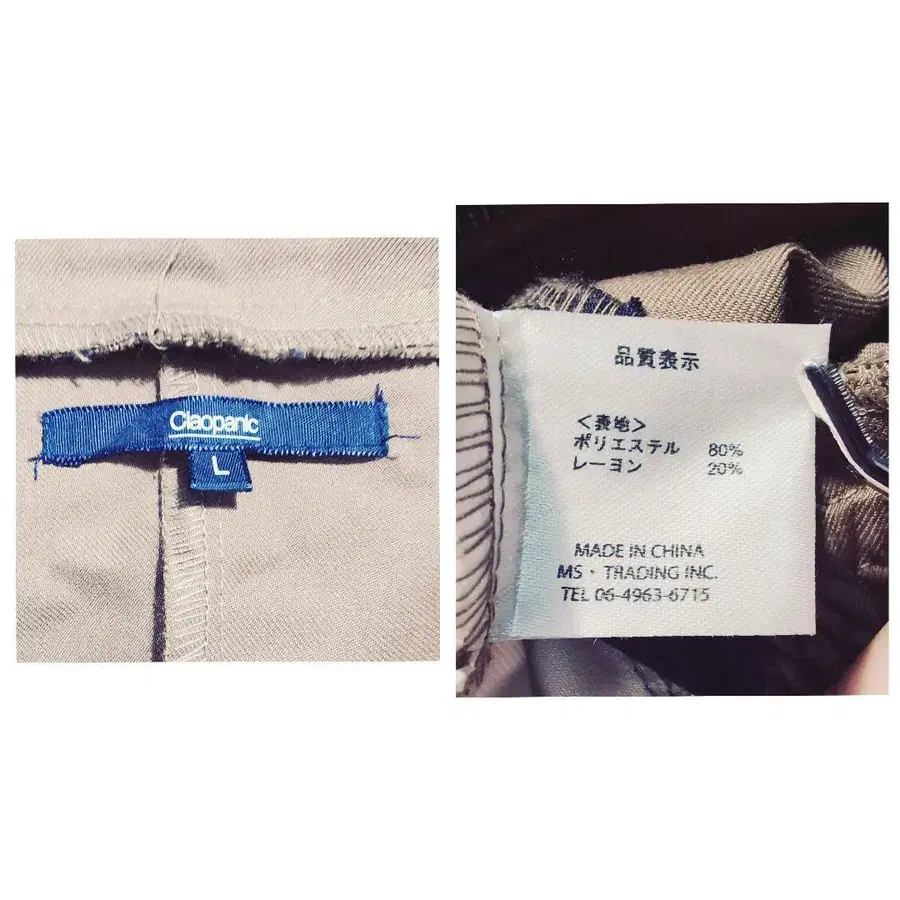 Ciaopanic
L
品質表示
＜表地＞
ポリエステル 80%
レーヨン 20%
MADE IN CHINA
MS・TRADING INC.
TEL 06-4963-6715